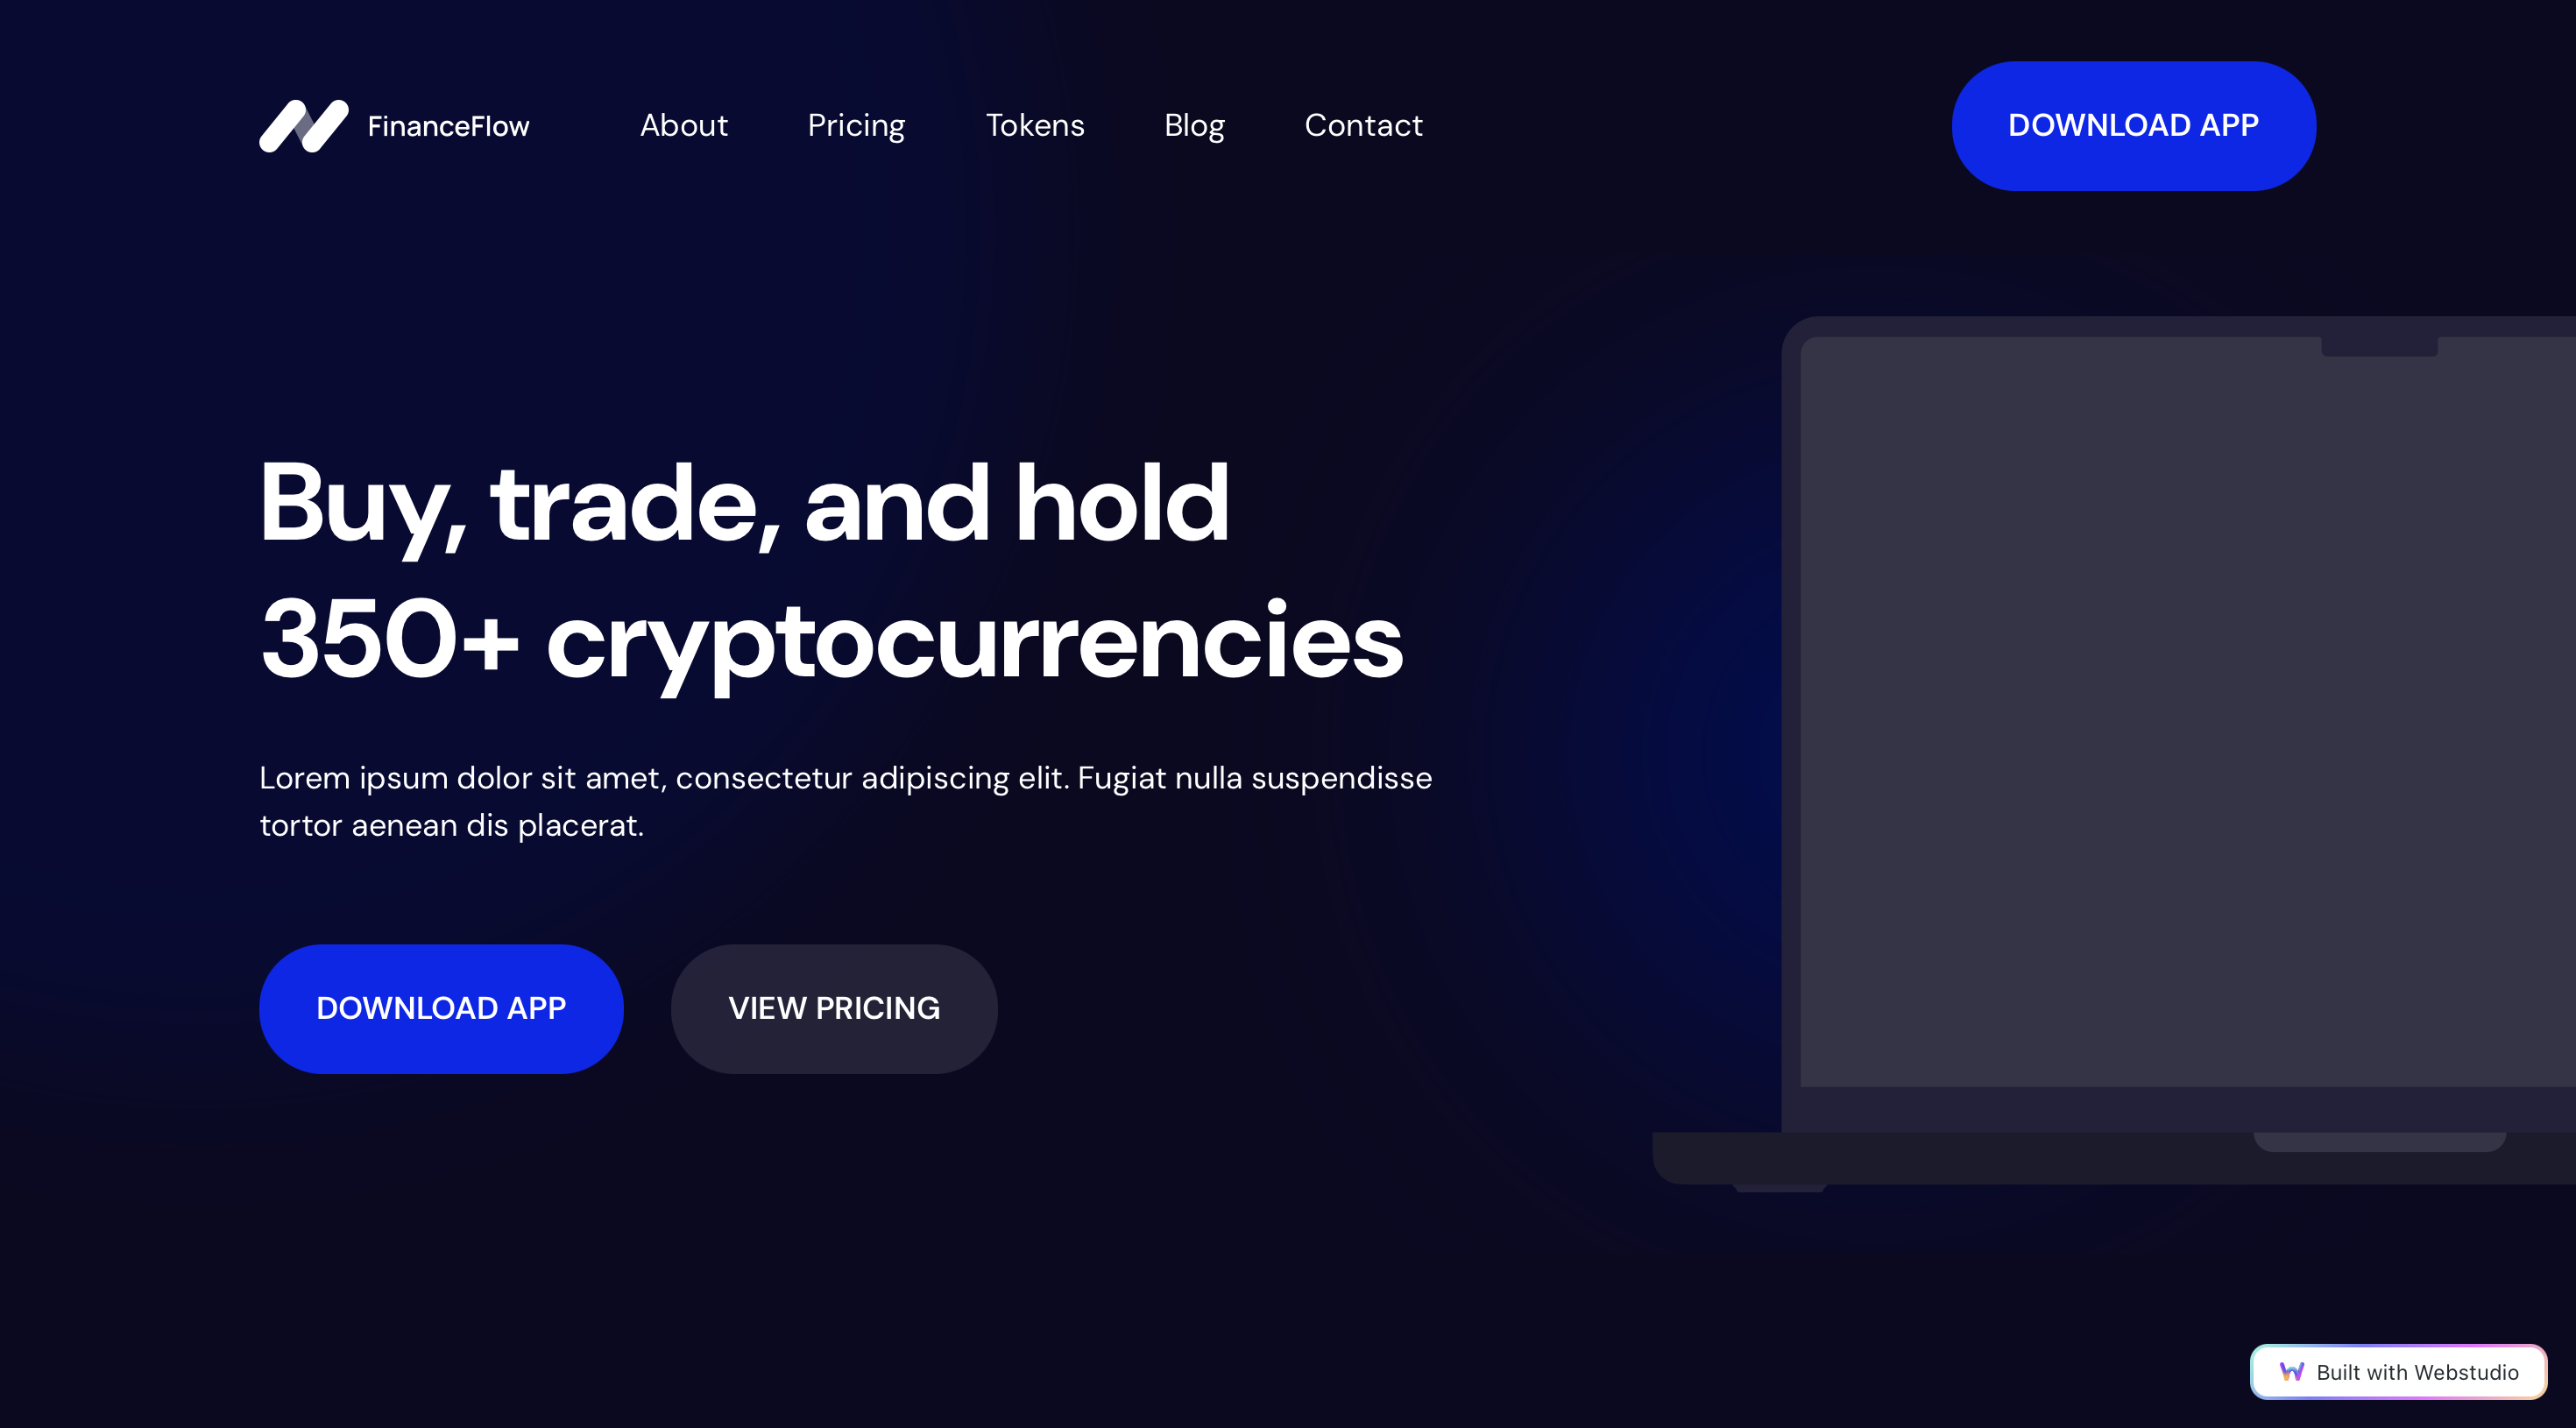 FinanceFlow
About
Pricing
Tokens
Blog
Contact
DOWNLOAD APP
Buy, trade, and hold
350+ cryptocurrencies
Lorem ipsum dolor sit amet, consectetur adipiscing elit. Fugiat nulla suspendisse
tortor aenean dis placerat.
DOWNLOAD APP
VIEW PRICING
Built with Webstudio